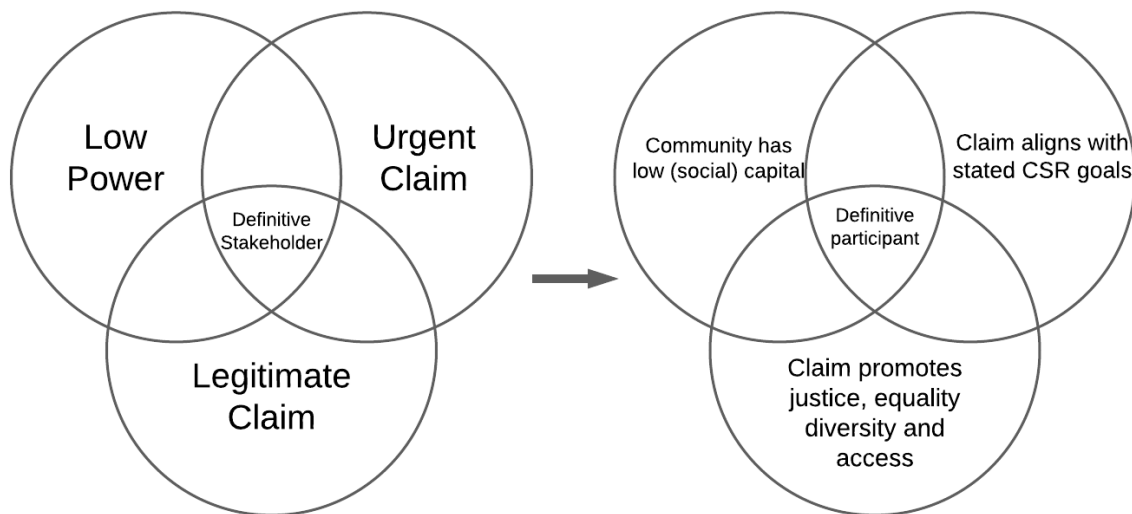 Low
Power
Urgent
Claim
Definitive
Stakeholder
Legitimate
Claim
Community has
low (social) capital
Claim aligns with
stated CSR goals
Definitive
participant
Claim promotes
justice, equality
diversity and
access